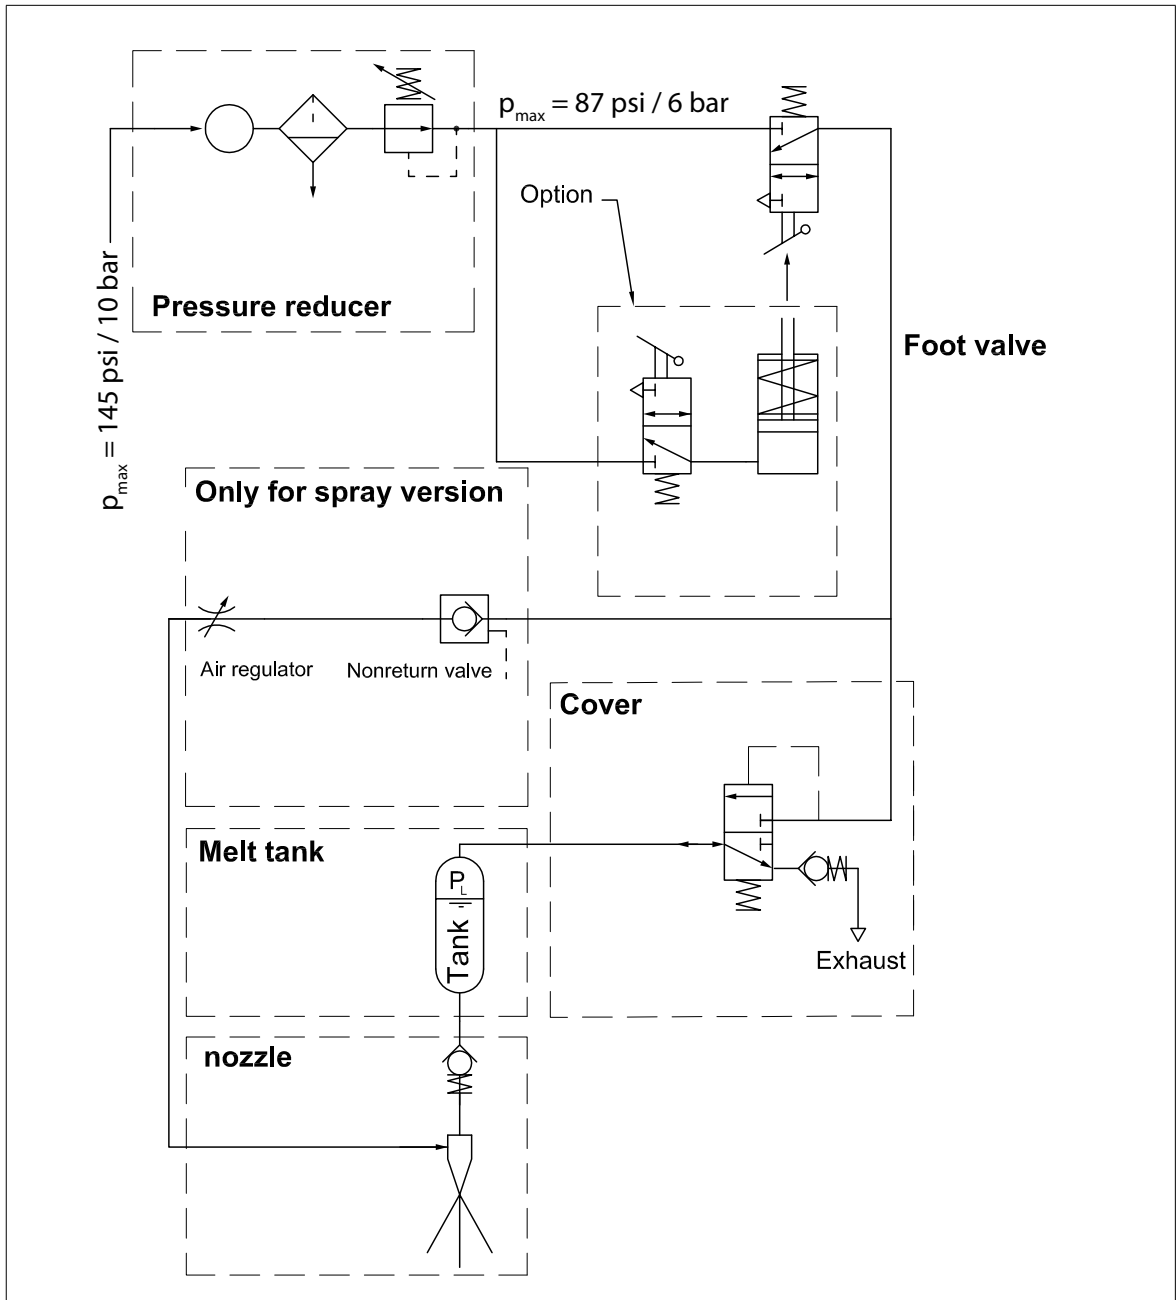 p_max = 87 psi / 6 bar
Option
Pressure reducer
p_max = 145 psi / 10 bar
Foot valve
Only for spray version
Air regulator
Nonreturn valve
Cover
Melt tank
P_L
Tank
Exhaust
nozzle